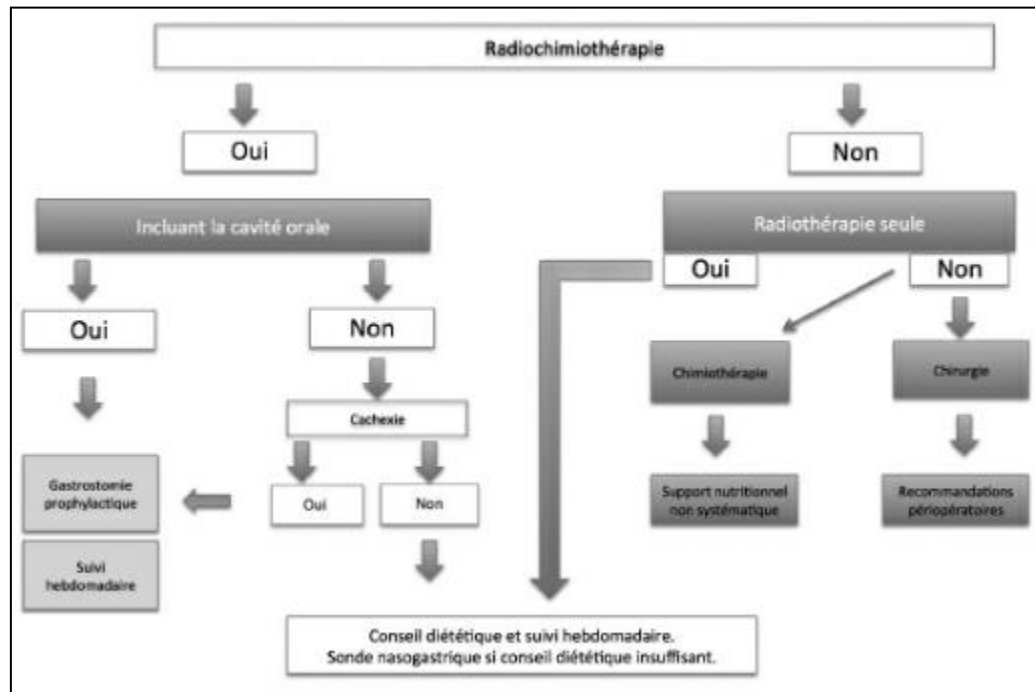 Radiochimiothérapie
Oui
Non
Incluant la cavité orale
Radiothérapie seule
Oui
Non
Oui
Non
Chimiothérapie
Chirurgie
Cachexie
Gastrostomie
prophylactique
Oui
Non
Support nutritionnel
non systématique
Recommandations
périopératoires
Suivi
hebdomadaire
Conseil diététique et suivi hebdomadaire.
Sonde nasogastrique si conseil diététique insuffisant.